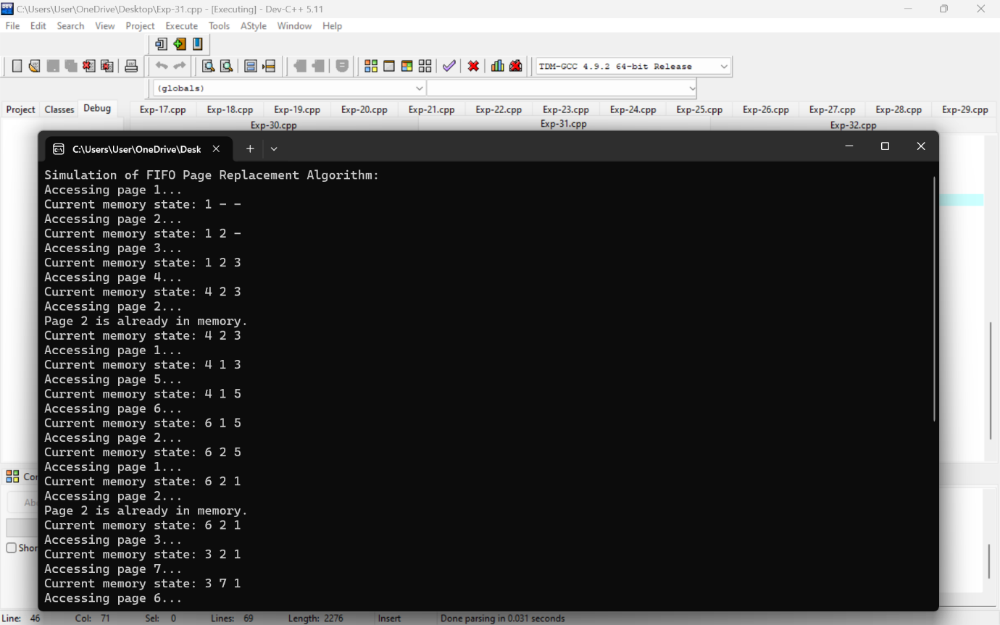 C:\Users\User\OneDrive\Desktop\Exp-31.cpp - [Executing] - Dev-C++ 5.11
File Edit Search View Project Execute Tools AStyle Window Help
TDM-GCC 4.9.2 64-bit Release
(globals)
Project Classes Debug
Exp-17.cpp Exp-18.cpp Exp-19.cpp Exp-20.cpp Exp-21.cpp Exp-22.cpp Exp-23.cpp Exp-24.cpp Exp-25.cpp Exp-26.cpp Exp-27.cpp Exp-28.cpp Exp-29.cpp
Exp-30.cpp Exp-31.cpp Exp-32.cpp
C:\Users\User\OneDrive\Desk
Simulation of FIFO Page Replacement Algorithm:
Accessing page 1...
Current memory state: 1 - -
Accessing page 2...
Current memory state: 1 2 -
Accessing page 3...
Current memory state: 1 2 3
Accessing page 4...
Current memory state: 4 2 3
Accessing page 2...
Page 2 is already in memory.
Current memory state: 4 2 3
Accessing page 1...
Current memory state: 4 1 3
Accessing page 5...
Current memory state: 4 1 5
Accessing page 6...
Current memory state: 6 1 5
Accessing page 2...
Current memory state: 6 2 5
Accessing page 1...
Current memory state: 6 2 1
Accessing page 2...
Page 2 is already in memory.
Current memory state: 6 2 1
Accessing page 3...
Current memory state: 3 2 1
Accessing page 7...
Current memory state: 3 7 1
Accessing page 6...
Line: 46 Col: 71 Sel: 0 Lines: 69 Length: 2276 Insert Done parsing in 0.031 seconds